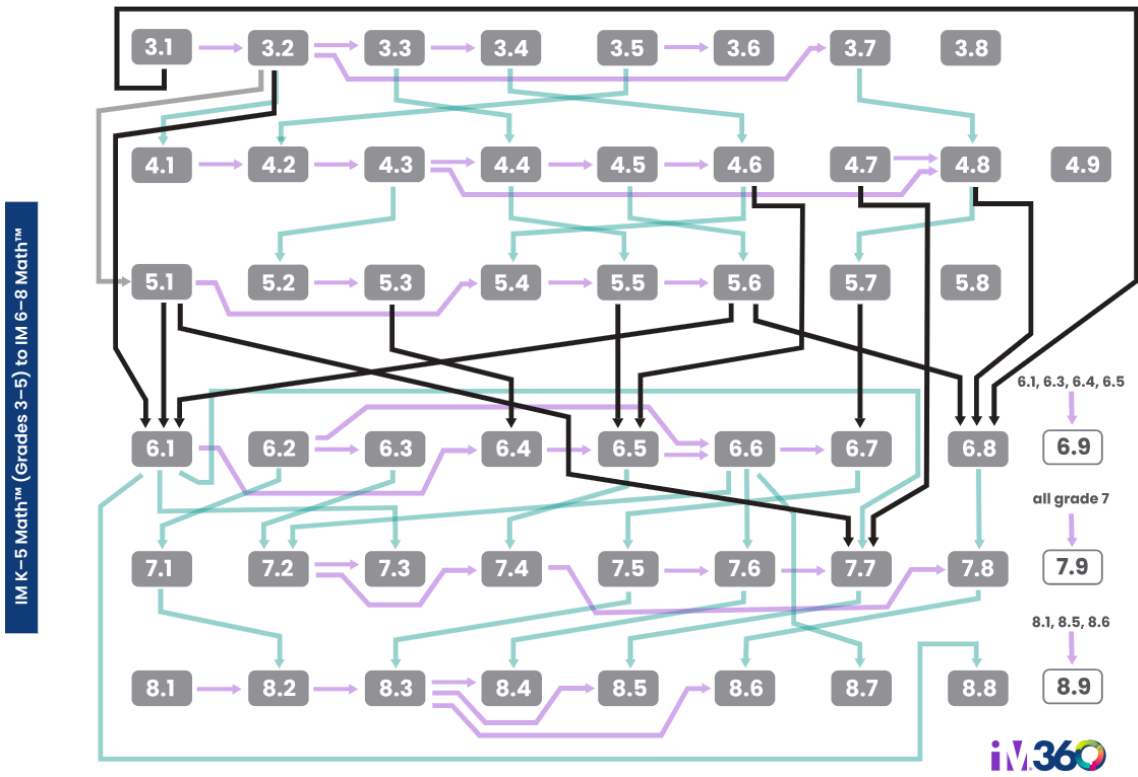 IM K–5 Math™ (Grades 3–5) to IM 6–8 Math™
3.1 3.2 3.3 3.4 3.5 3.6 3.7 3.8
4.1 4.2 4.3 4.4 4.5 4.6 4.7 4.8 4.9
5.1 5.2 5.3 5.4 5.5 5.6 5.7 5.8
6.1, 6.3, 6.4, 6.5
6.1 6.2 6.3 6.4 6.5 6.6 6.7 6.8 6.9
all grade 7
7.1 7.2 7.3 7.4 7.5 7.6 7.7 7.8 7.9
8.1, 8.5, 8.6
8.1 8.2 8.3 8.4 8.5 8.6 8.7 8.8 8.9
iM360